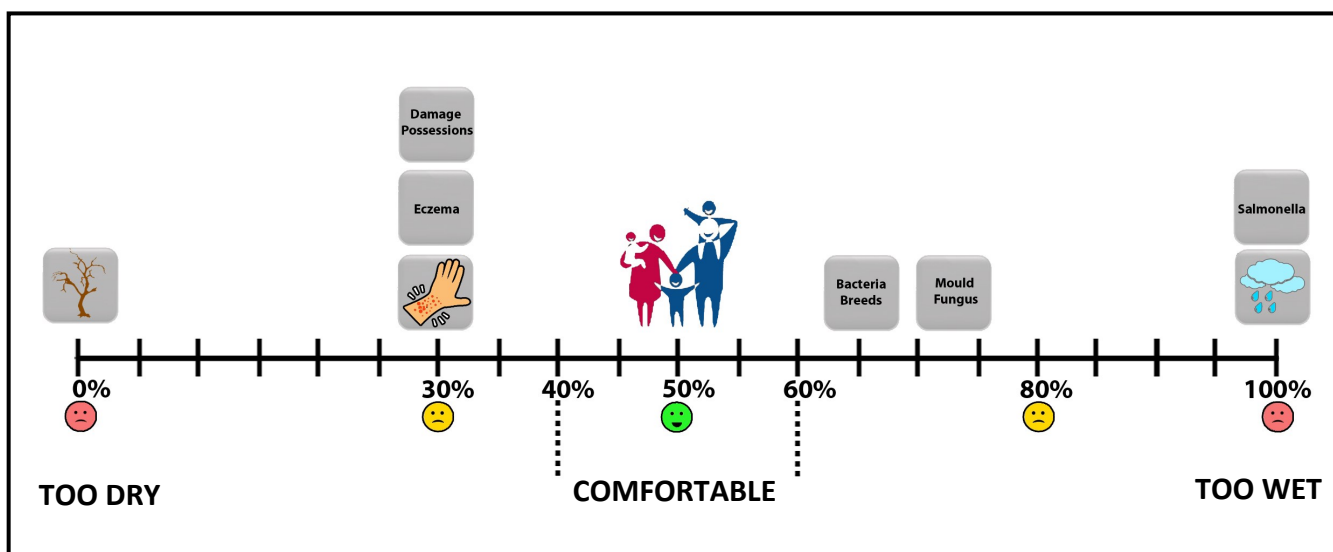 Damage
Possessions
Eczema
Salmonella
Bacteria
Breeds
Mould
Fungus
0%
30%
40%
50%
60%
80%
100%
TOO DRY
COMFORTABLE
TOO WET